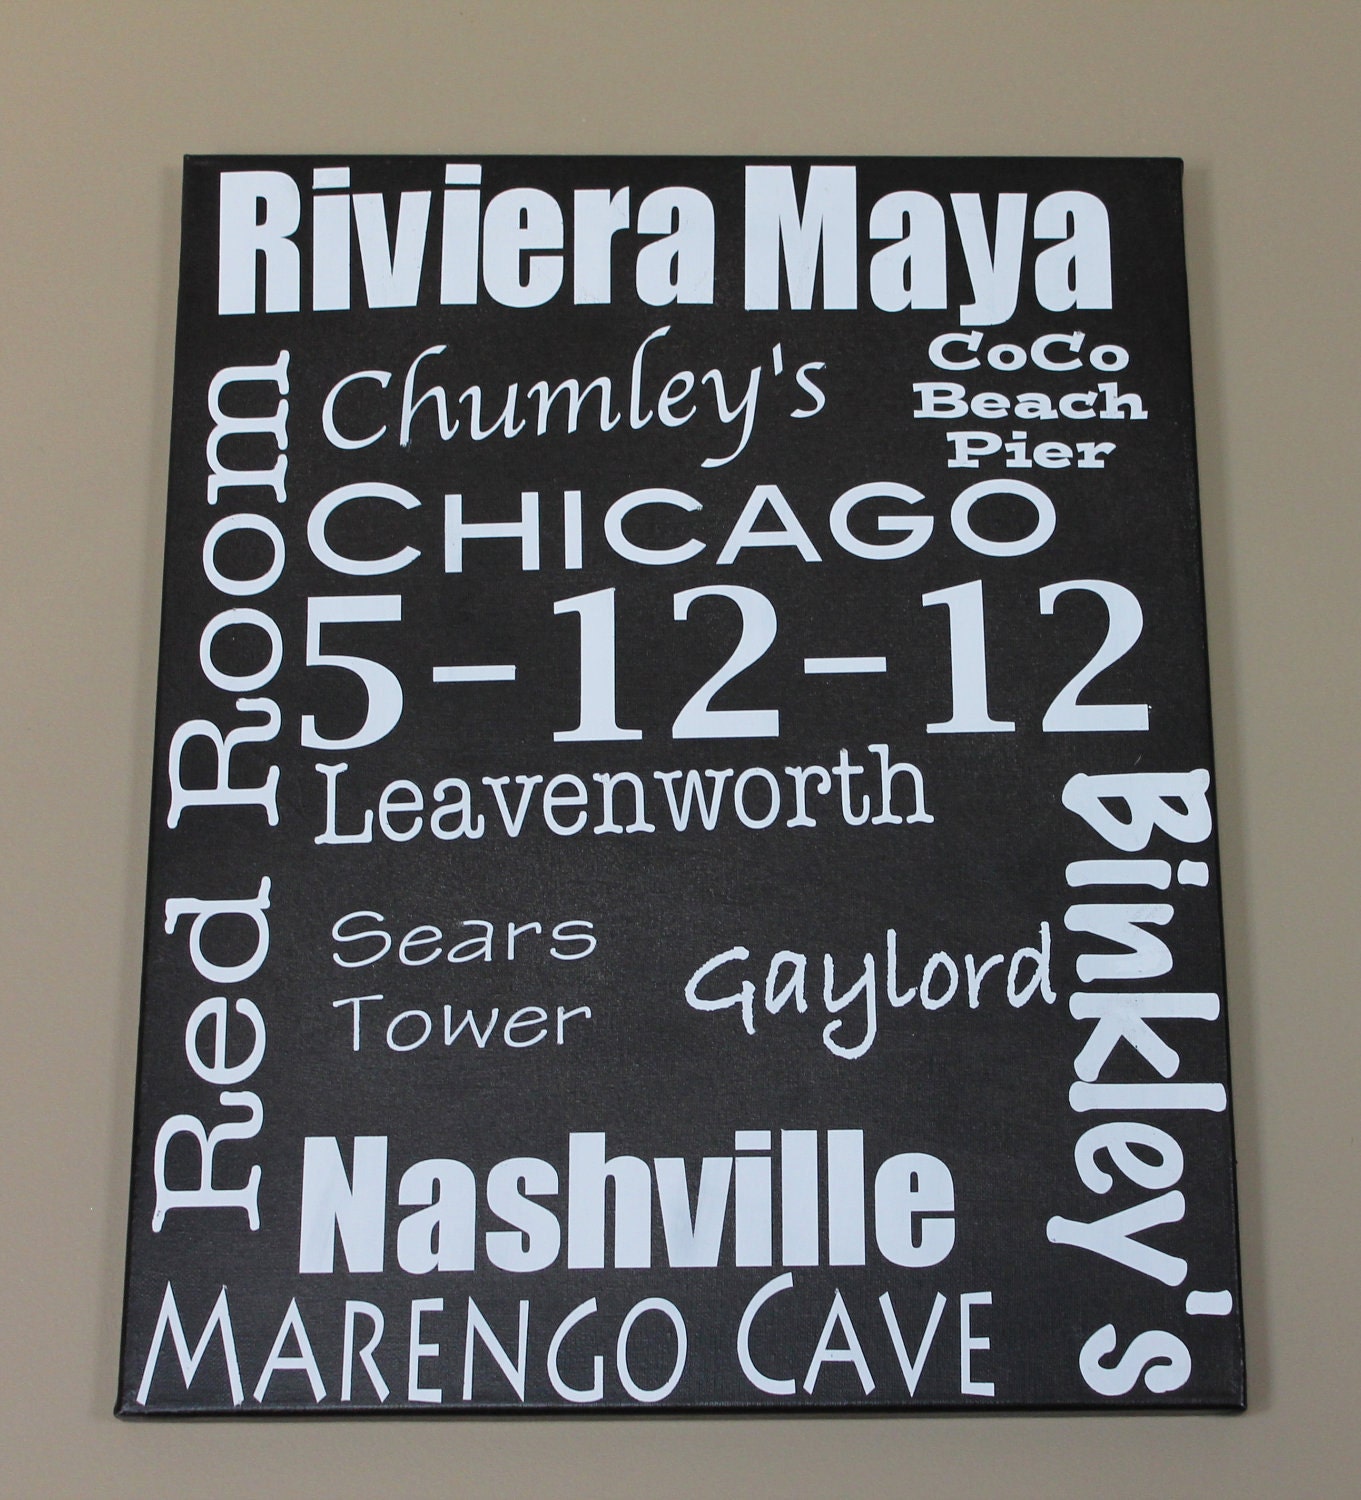 Riviera Maya
Chumley's
CoCo
Beach
Pier
Red Room
CHICAGO
5-12-12
Leavenworth
Binkley's
Sears
Tower
Gaylord
Nashville
MARENGO CAVE